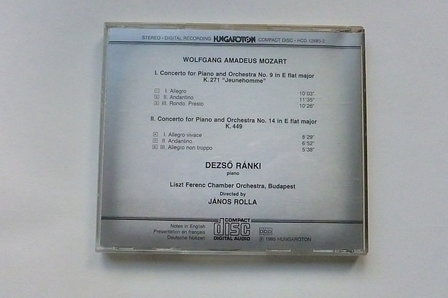 STEREO - DIGITAL RECORDING HUNGAROTON COMPACT DISC - HCD 12485-2
WOLFGANG AMADEUS MOZART
I. Concerto for Piano and Orchestra No. 9 in E flat major
K. 271 "Jeunehomme"
I. Allegro 10'03"
II. Andantino 11'35"
III. Rondo. Presto 10'26"
II. Concerto for Piano and Orchestra No. 14 in E flat major
K. 449
I. Allegro vivace 8'29"
II. Andantino 6'52"
III. Allegro non troppo 5'38"
DEZSŐ RÁNKI
piano
Liszt Ferenc Chamber Orchestra, Budapest
Directed by
JÁNOS ROLLA
Notes in English
Présentation en français
Deutsche Notizen
COMPACT
disc
DIGITAL AUDIO
DDD
℗ 1985 HUNGAROTON